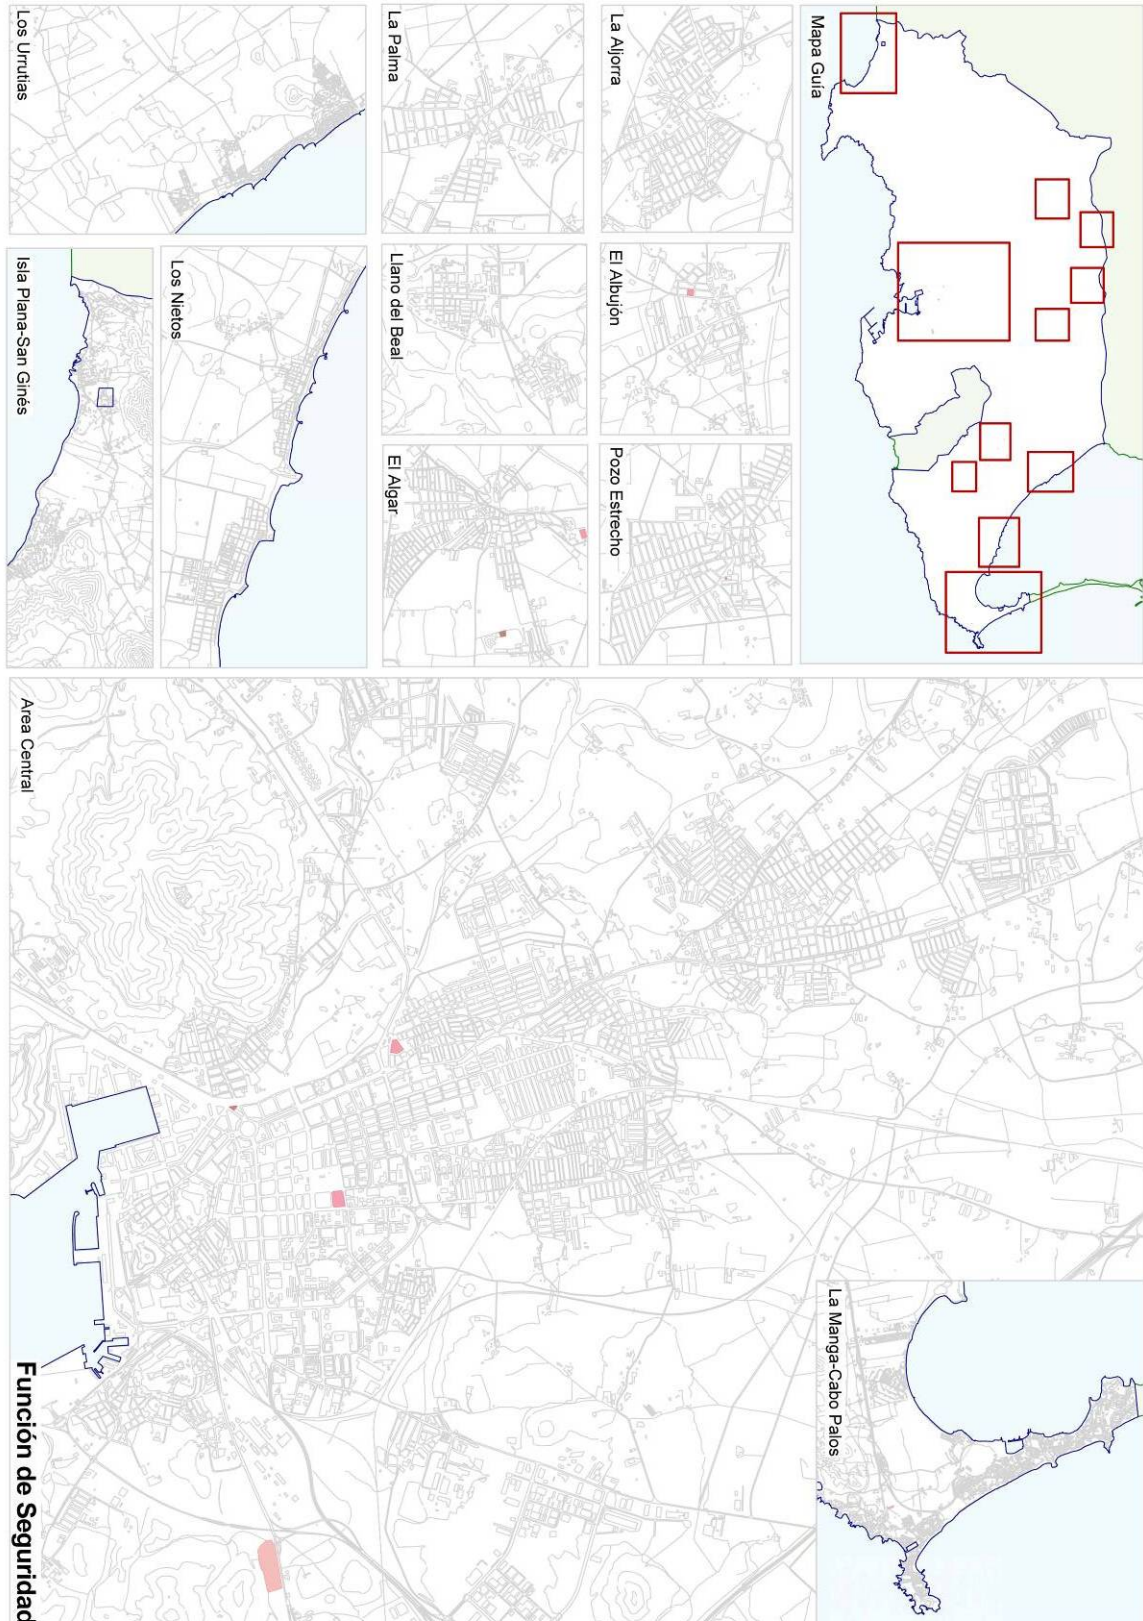 Mapa Guía
La Aljorra
El Albujón
Pozo Estrecho
La Palma
Llano del Beal
El Algar
Los Urrutias
Los Nietos
Isla Plana-San Ginés
La Manga-Cabo Palos
Area Central
Función de Seguridad